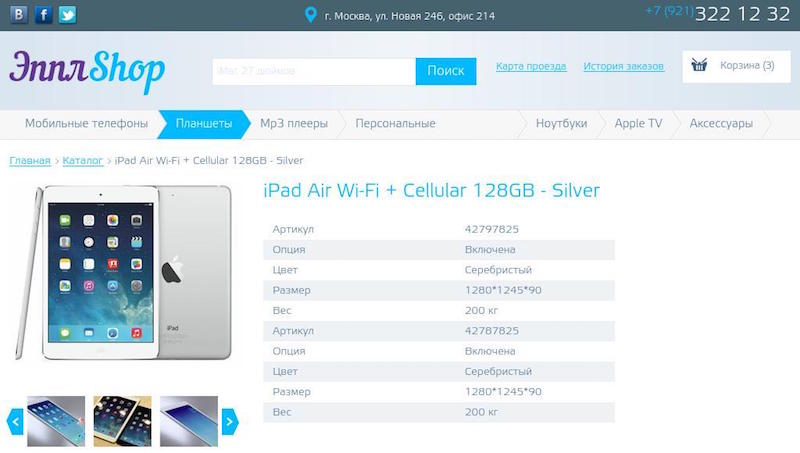 B f
г. Москва, ул. Новая 246, офис 214
+7 (921) 322 12 32
ЭпплShop
iMac 27 дюймов
Поиск
Карта проезда
История заказов
Корзина (3)
Мобильные телефоны
Планшеты
Mp3 плееры
Персональные
Ноутбуки
Apple TV
Аксессуары
Главная > Каталог > iPad Air Wi-Fi + Cellular 128GB - Silver
iPad Air Wi-Fi + Cellular 128GB - Silver
Артикул 42797825
Опция Включена
Цвет Серебристый
Размер 1280*1245*90
Вес 200 кг
Артикул 42787825
Опция Включена
Цвет Серебристый
Размер 1280*1245*90
Вес 200 кг
iPad